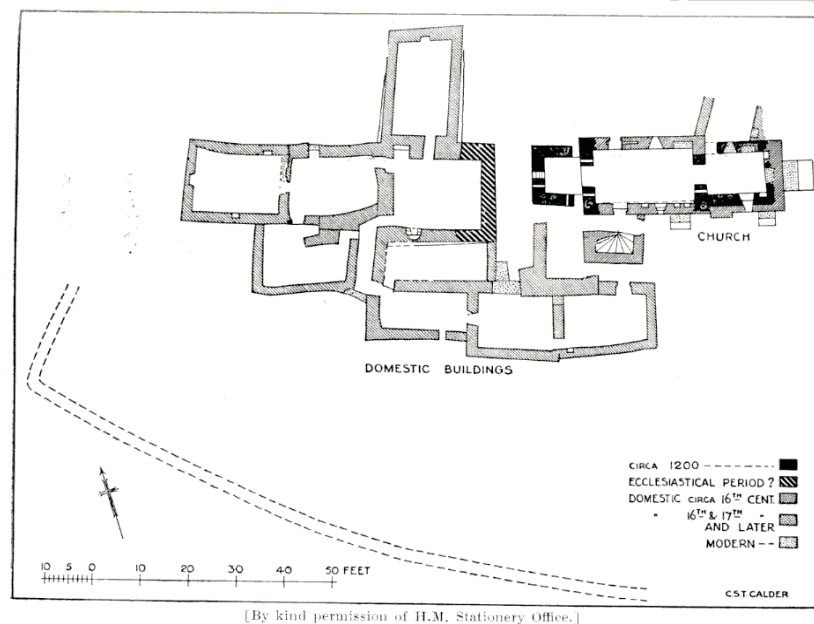 CHURCH
DOMESTIC BUILDINGS
CIRCA 1200
ECCLESIASTICAL PERIOD?
DOMESTIC CIRCA 16TH CENT.
" 16TH & 17TH "
AND LATER
MODERN
10 5 0 10 20 30 40 50 FEET
C.S.T. CALDER
[By kind permission of H.M. Stationery Office.]